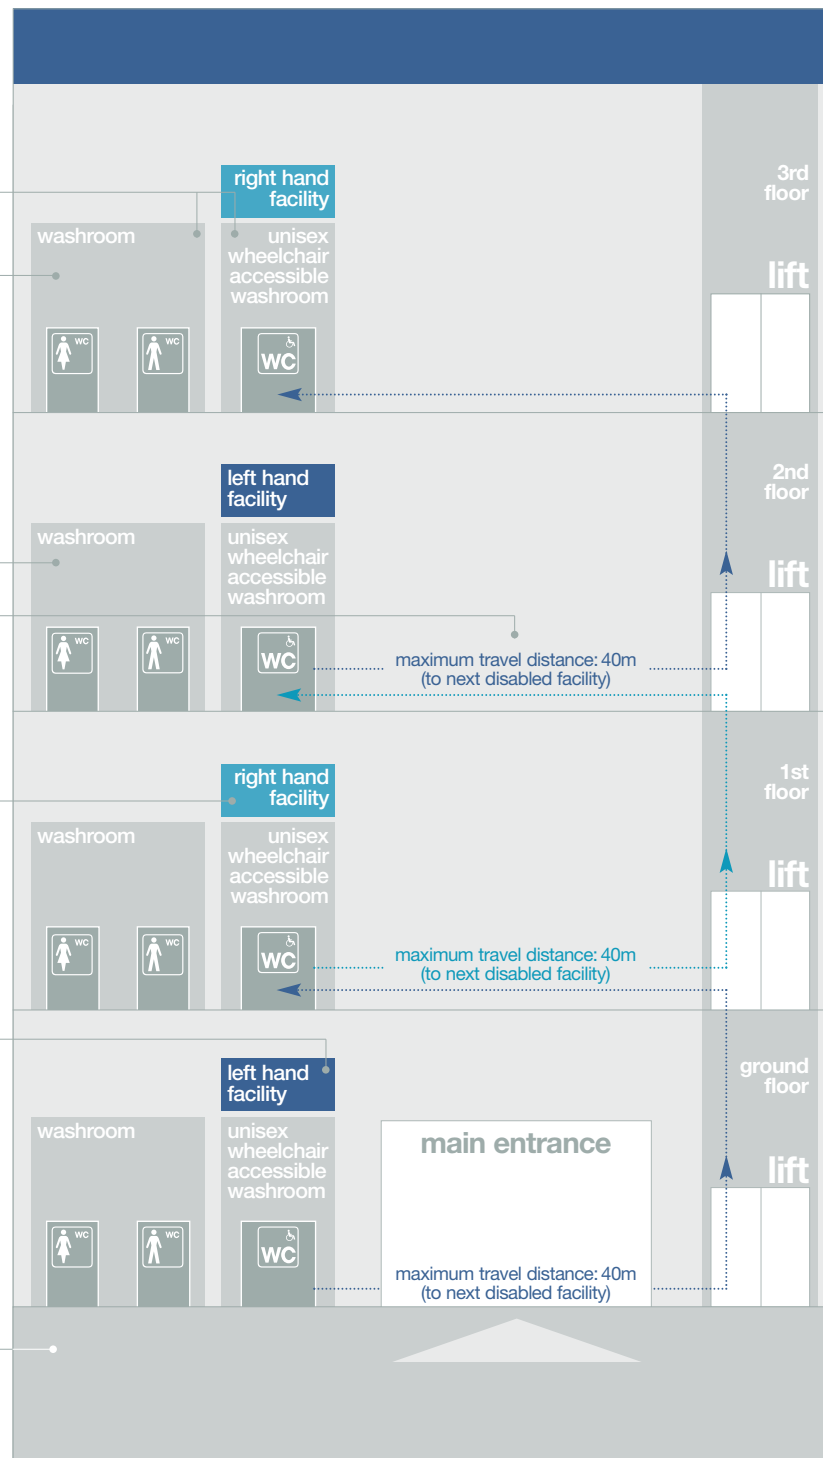 right hand
facility
3rd
floor
washroom
unisex
wheelchair
accessible
washroom
lift
WC
WC
WC
left hand
facility
2nd
floor
washroom
unisex
wheelchair
accessible
washroom
lift
WC
WC
WC
maximum travel distance: 40m
(to next disabled facility)
right hand
facility
1st
floor
washroom
unisex
wheelchair
accessible
washroom
lift
WC
WC
WC
maximum travel distance: 40m
(to next disabled facility)
left hand
facility
ground
floor
washroom
unisex
wheelchair
accessible
washroom
main entrance
lift
WC
WC
WC
maximum travel distance: 40m
(to next disabled facility)